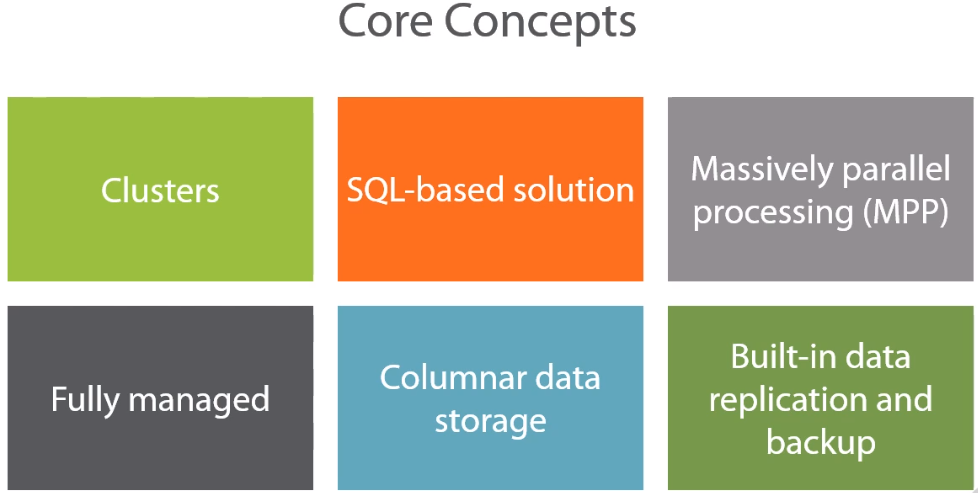 Core Concepts
Clusters
SQL-based solution
Massively parallel
processing (MPP)
Fully managed
Columnar data
storage
Built-in data
replication and
backup